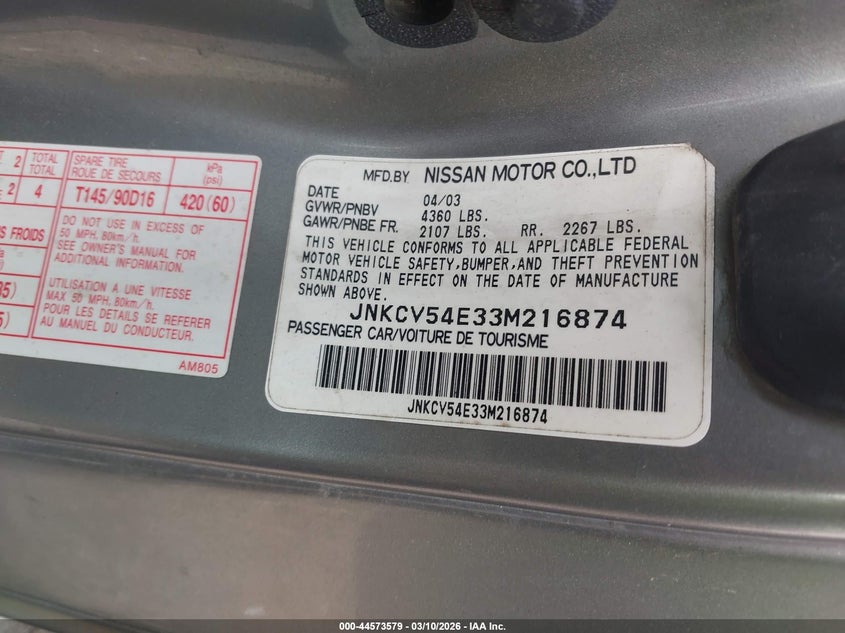 T 2 TOTAL
TOTAL
E 2 4
SPARE TIRE
ROUE DE SECOURS
kPa
(psi)
T145/90D16 420(60)
S FROIDS
DO NOT USE IN EXCESS OF
50 MPH, 80km/h.
SEE OWNER'S MANUAL FOR
ADDITIONAL INFORMATION.
UTILISATION A UNE VITESSE
MAX 50 MPH, 80km/h.
POUR LES DETAILS SE REFERER
AU MANUEL DU CONDUCTEUR.
35)
5)
AM805
MFD.BY NISSAN MOTOR CO.,LTD
DATE 04/03
GVWR/PNBV 4360 LBS.
GAWR/PNBE FR. 2107 LBS. RR. 2267 LBS.
THIS VEHICLE CONFORMS TO ALL APPLICABLE FEDERAL
MOTOR VEHICLE SAFETY,BUMPER,AND THEFT PREVENTION
STANDARDS IN EFFECT ON THE DATE OF MANUFACTURE
SHOWN ABOVE.
JNKCV54E33M216874
PASSENGER CAR/VOITURE DE TOURISME
JNKCV54E33M216874
000-44573579 - 03/10/2026 - IAA Inc.